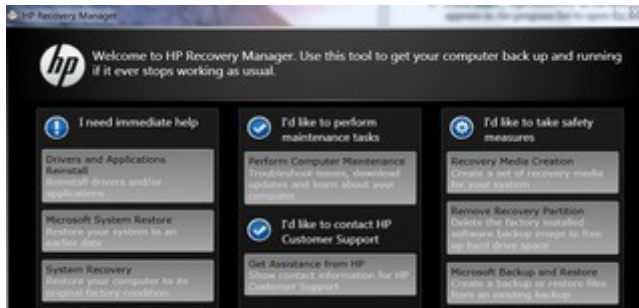 HP Recovery Manager
hp
Welcome to HP Recovery Manager. Use this tool to get your computer back up and running
if it ever stops working as usual.
I need immediate help
Drivers and Applications
Reinstall
Reinstall drivers and/or
applications
Microsoft System Restore
Restore your system to an
earlier date
System Recovery
Restore your computer to its
original factory condition.
I'd like to perform
maintenance tasks
Perform Computer Maintenance
Troubleshoot issues, download
updates and learn about your
computer
I'd like to contact HP
Customer Support
Get Assistance from HP
Show contact information for HP
Customer Support
I'd like to take safety
measures
Recovery Media Creation
Create a set of recovery media
for your system
Remove Recovery Partition
Delete the factory installed
software backup image to free
up hard drive space
Microsoft Backup and Restore
Create a backup or restore files
from an existing backup